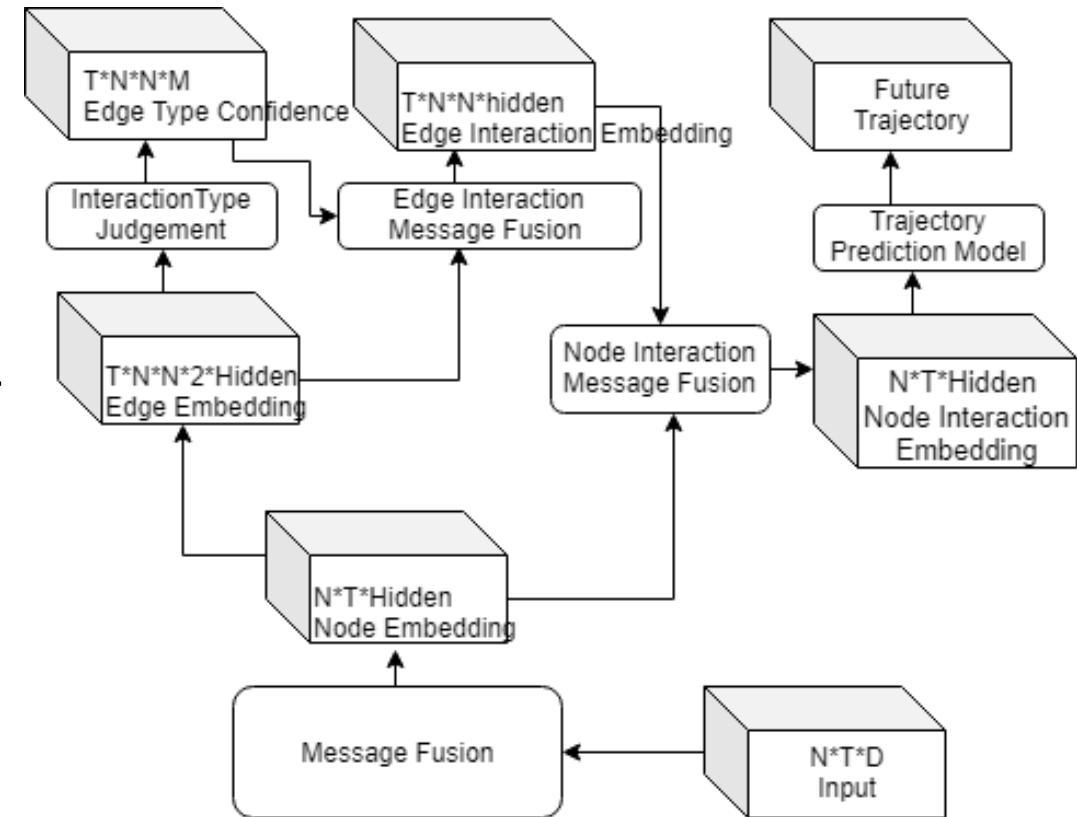 T*N*N*M
Edge Type Confidence
T*N*N*hidden
Edge Interaction Embedding
Future
Trajectory
InteractionType
Judgement
Edge Interaction
Message Fusion
Trajectory
Prediction Model
T*N*N*2*Hidden
Edge Embedding
Node Interaction
Message Fusion
N*T*Hidden
Node Interaction
Embedding
N*T*Hidden
Node Embedding
Message Fusion
N*T*D
Input